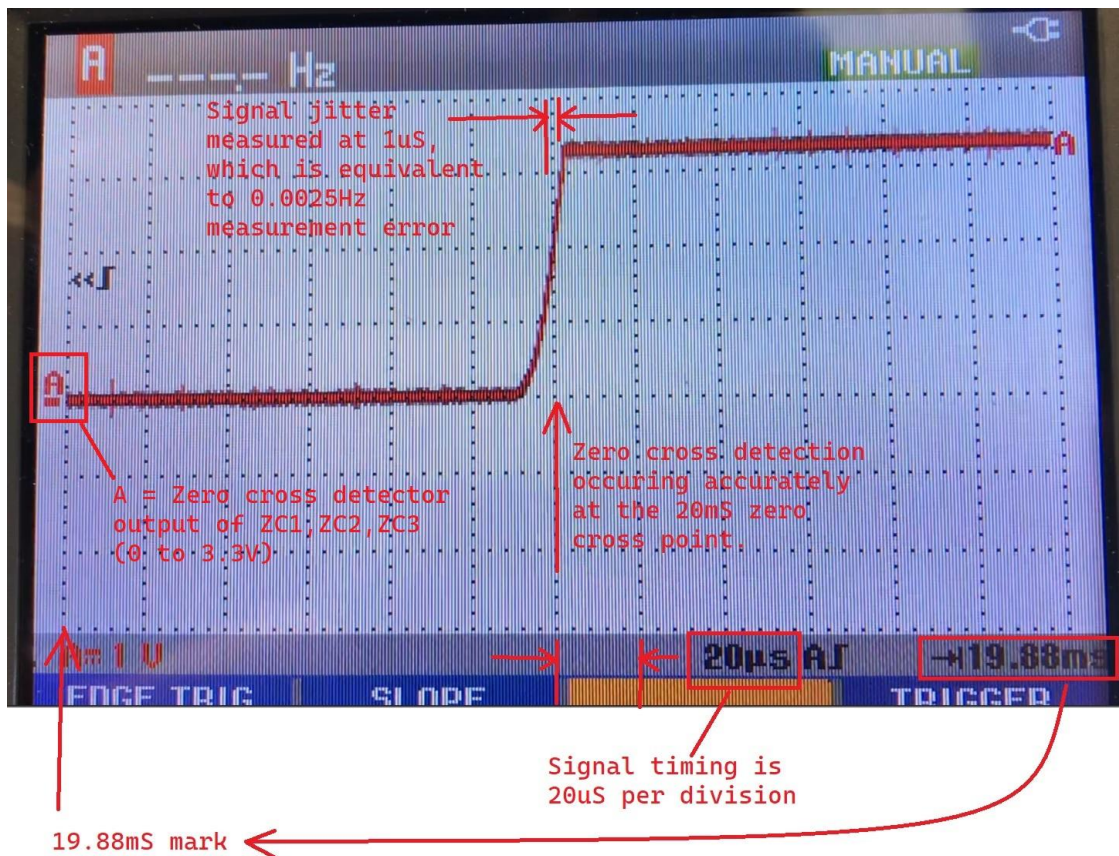 A ----.-- Hz
MANUAL
Signal jitter
measured at 1uS,
which is equivalent
to 0.0025Hz
measurement error
A
A
Zero cross detection
occuring accurately
at the 20mS zero
cross point.
A = Zero cross detector
output of ZC1,ZC2,ZC3
(0 to 3.3V)
A= 1 V
20µs A
19.88ms
EDGE TRIG
SLOPE
TRIGGER
Signal timing is
20uS per division
19.88mS mark